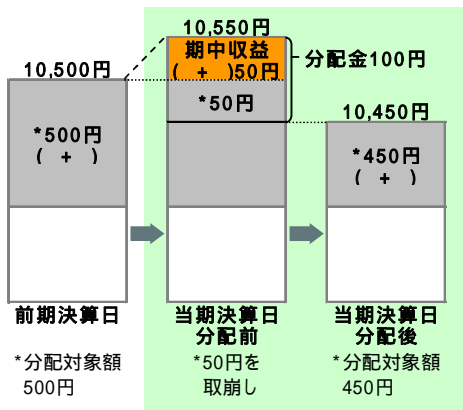 10,550円
期中収益
( + )50円
分配金100円
10,500円
*50円
10,450円
*500円
( + )
*450円
( + )
前期決算日
当期決算日
分配前
当期決算日
分配後
*分配対象額
500円
*50円を
取崩し
*分配対象額
450円